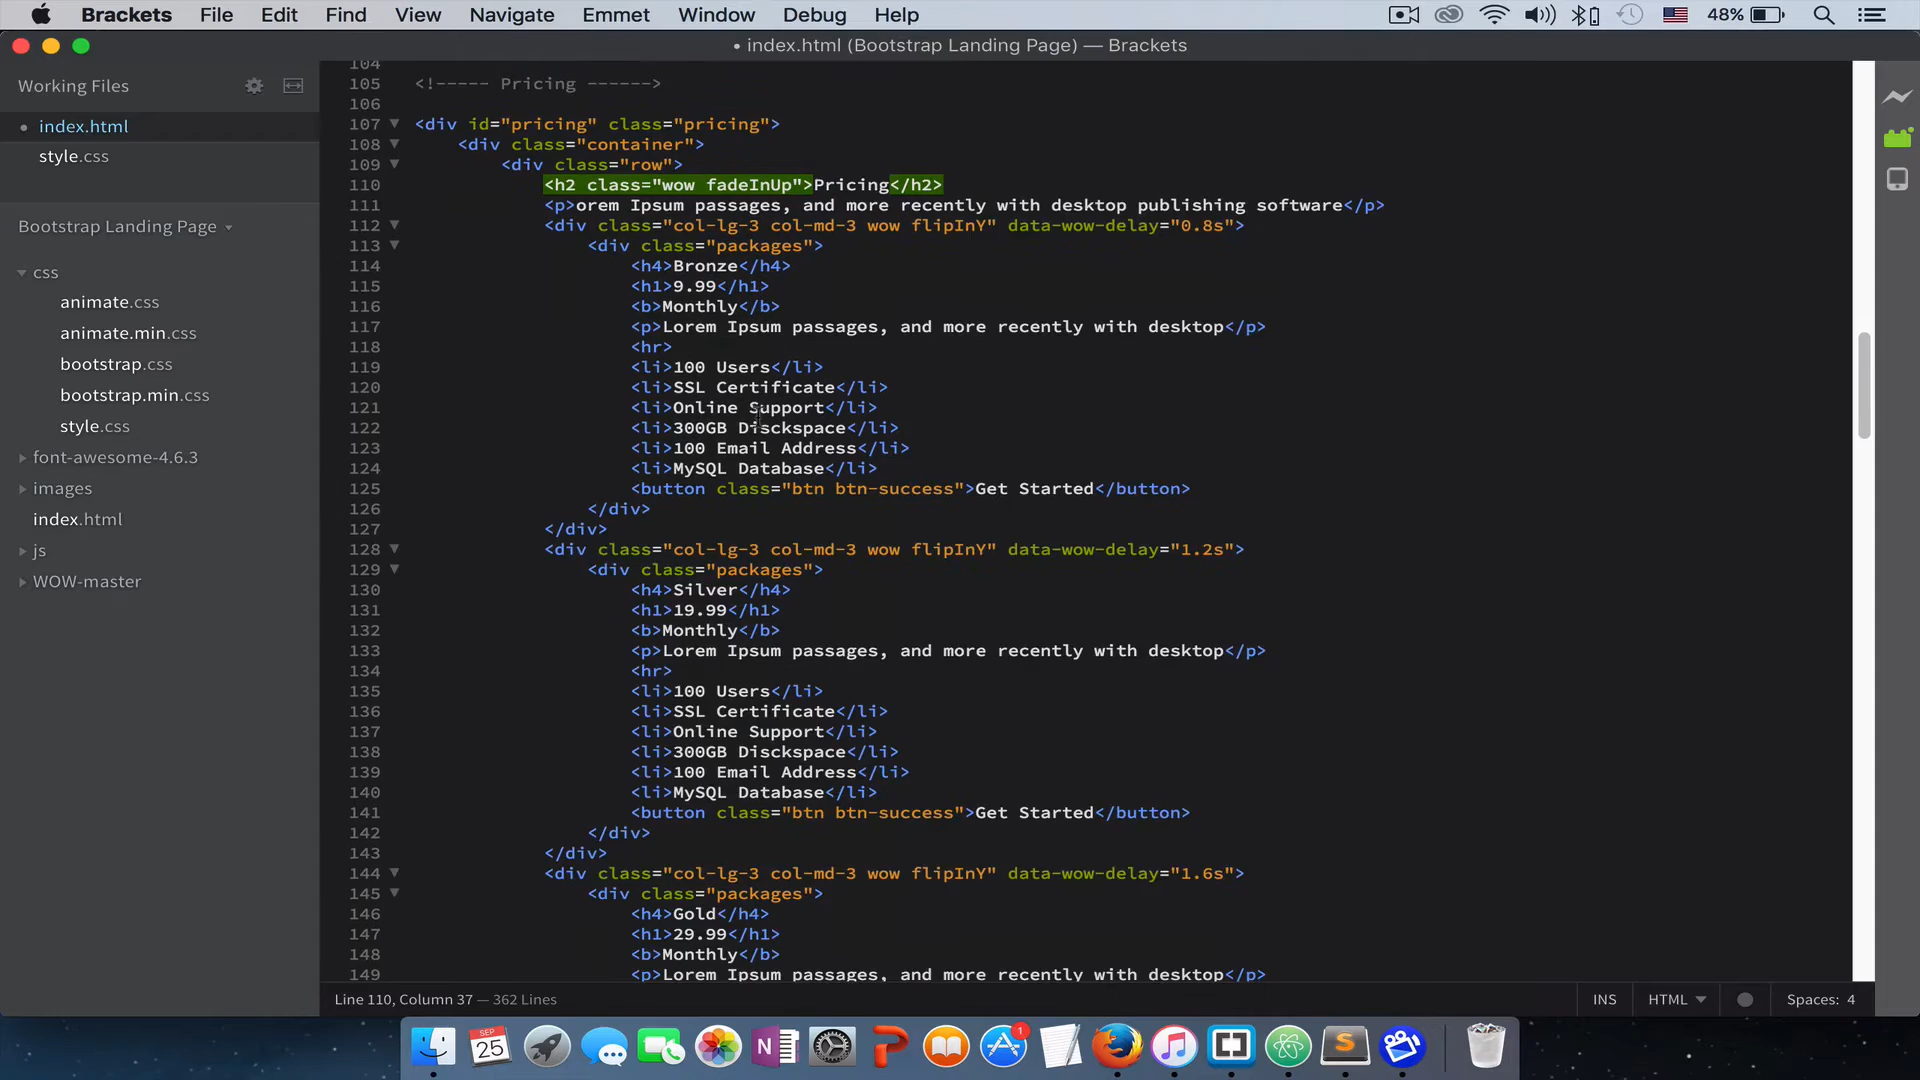 Brackets File Edit Find View Navigate Emmet Window Debug Help 48%
• index.html (Bootstrap Landing Page) — Brackets
Working Files
index.html
style.css
Bootstrap Landing Page
css
animate.css
animate.min.css
bootstrap.css
bootstrap.min.css
style.css
font-awesome-4.6.3
images
index.html
js
WOW-master
104
105 <!----- Pricing ------>
106
107 <div id="pricing" class="pricing">
108 <div class="container">
109 <div class="row">
110 <h2 class="wow fadeInUp">Pricing</h2>
111 <p>orem Ipsum passages, and more recently with desktop publishing software</p>
112 <div class="col-lg-3 col-md-3 wow flipInY" data-wow-delay="0.8s">
113 <div class="packages">
114 <h4>Bronze</h4>
115 <h1>9.99</h1>
116 <b>Monthly</b>
117 <p>Lorem Ipsum passages, and more recently with desktop</p>
118 <hr>
119 <li>100 Users</li>
120 <li>SSL Certificate</li>
121 <li>Online Support</li>
122 <li>300GB Disckspace</li>
123 <li>100 Email Address</li>
124 <li>MySQL Database</li>
125 <button class="btn btn-success">Get Started</button>
126 </div>
127 </div>
128 <div class="col-lg-3 col-md-3 wow flipInY" data-wow-delay="1.2s">
129 <div class="packages">
130 <h4>Silver</h4>
131 <h1>19.99</h1>
132 <b>Monthly</b>
133 <p>Lorem Ipsum passages, and more recently with desktop</p>
134 <hr>
135 <li>100 Users</li>
136 <li>SSL Certificate</li>
137 <li>Online Support</li>
138 <li>300GB Disckspace</li>
139 <li>100 Email Address</li>
140 <li>MySQL Database</li>
141 <button class="btn btn-success">Get Started</button>
142 </div>
143 </div>
144 <div class="col-lg-3 col-md-3 wow flipInY" data-wow-delay="1.6s">
145 <div class="packages">
146 <h4>Gold</h4>
147 <h1>29.99</h1>
148 <b>Monthly</b>
149 <p>Lorem Ipsum passages, and more recently with desktop</p>
Line 110, Column 37 — 362 Lines INS HTML Spaces: 4
SEP
25
N
P
1
S